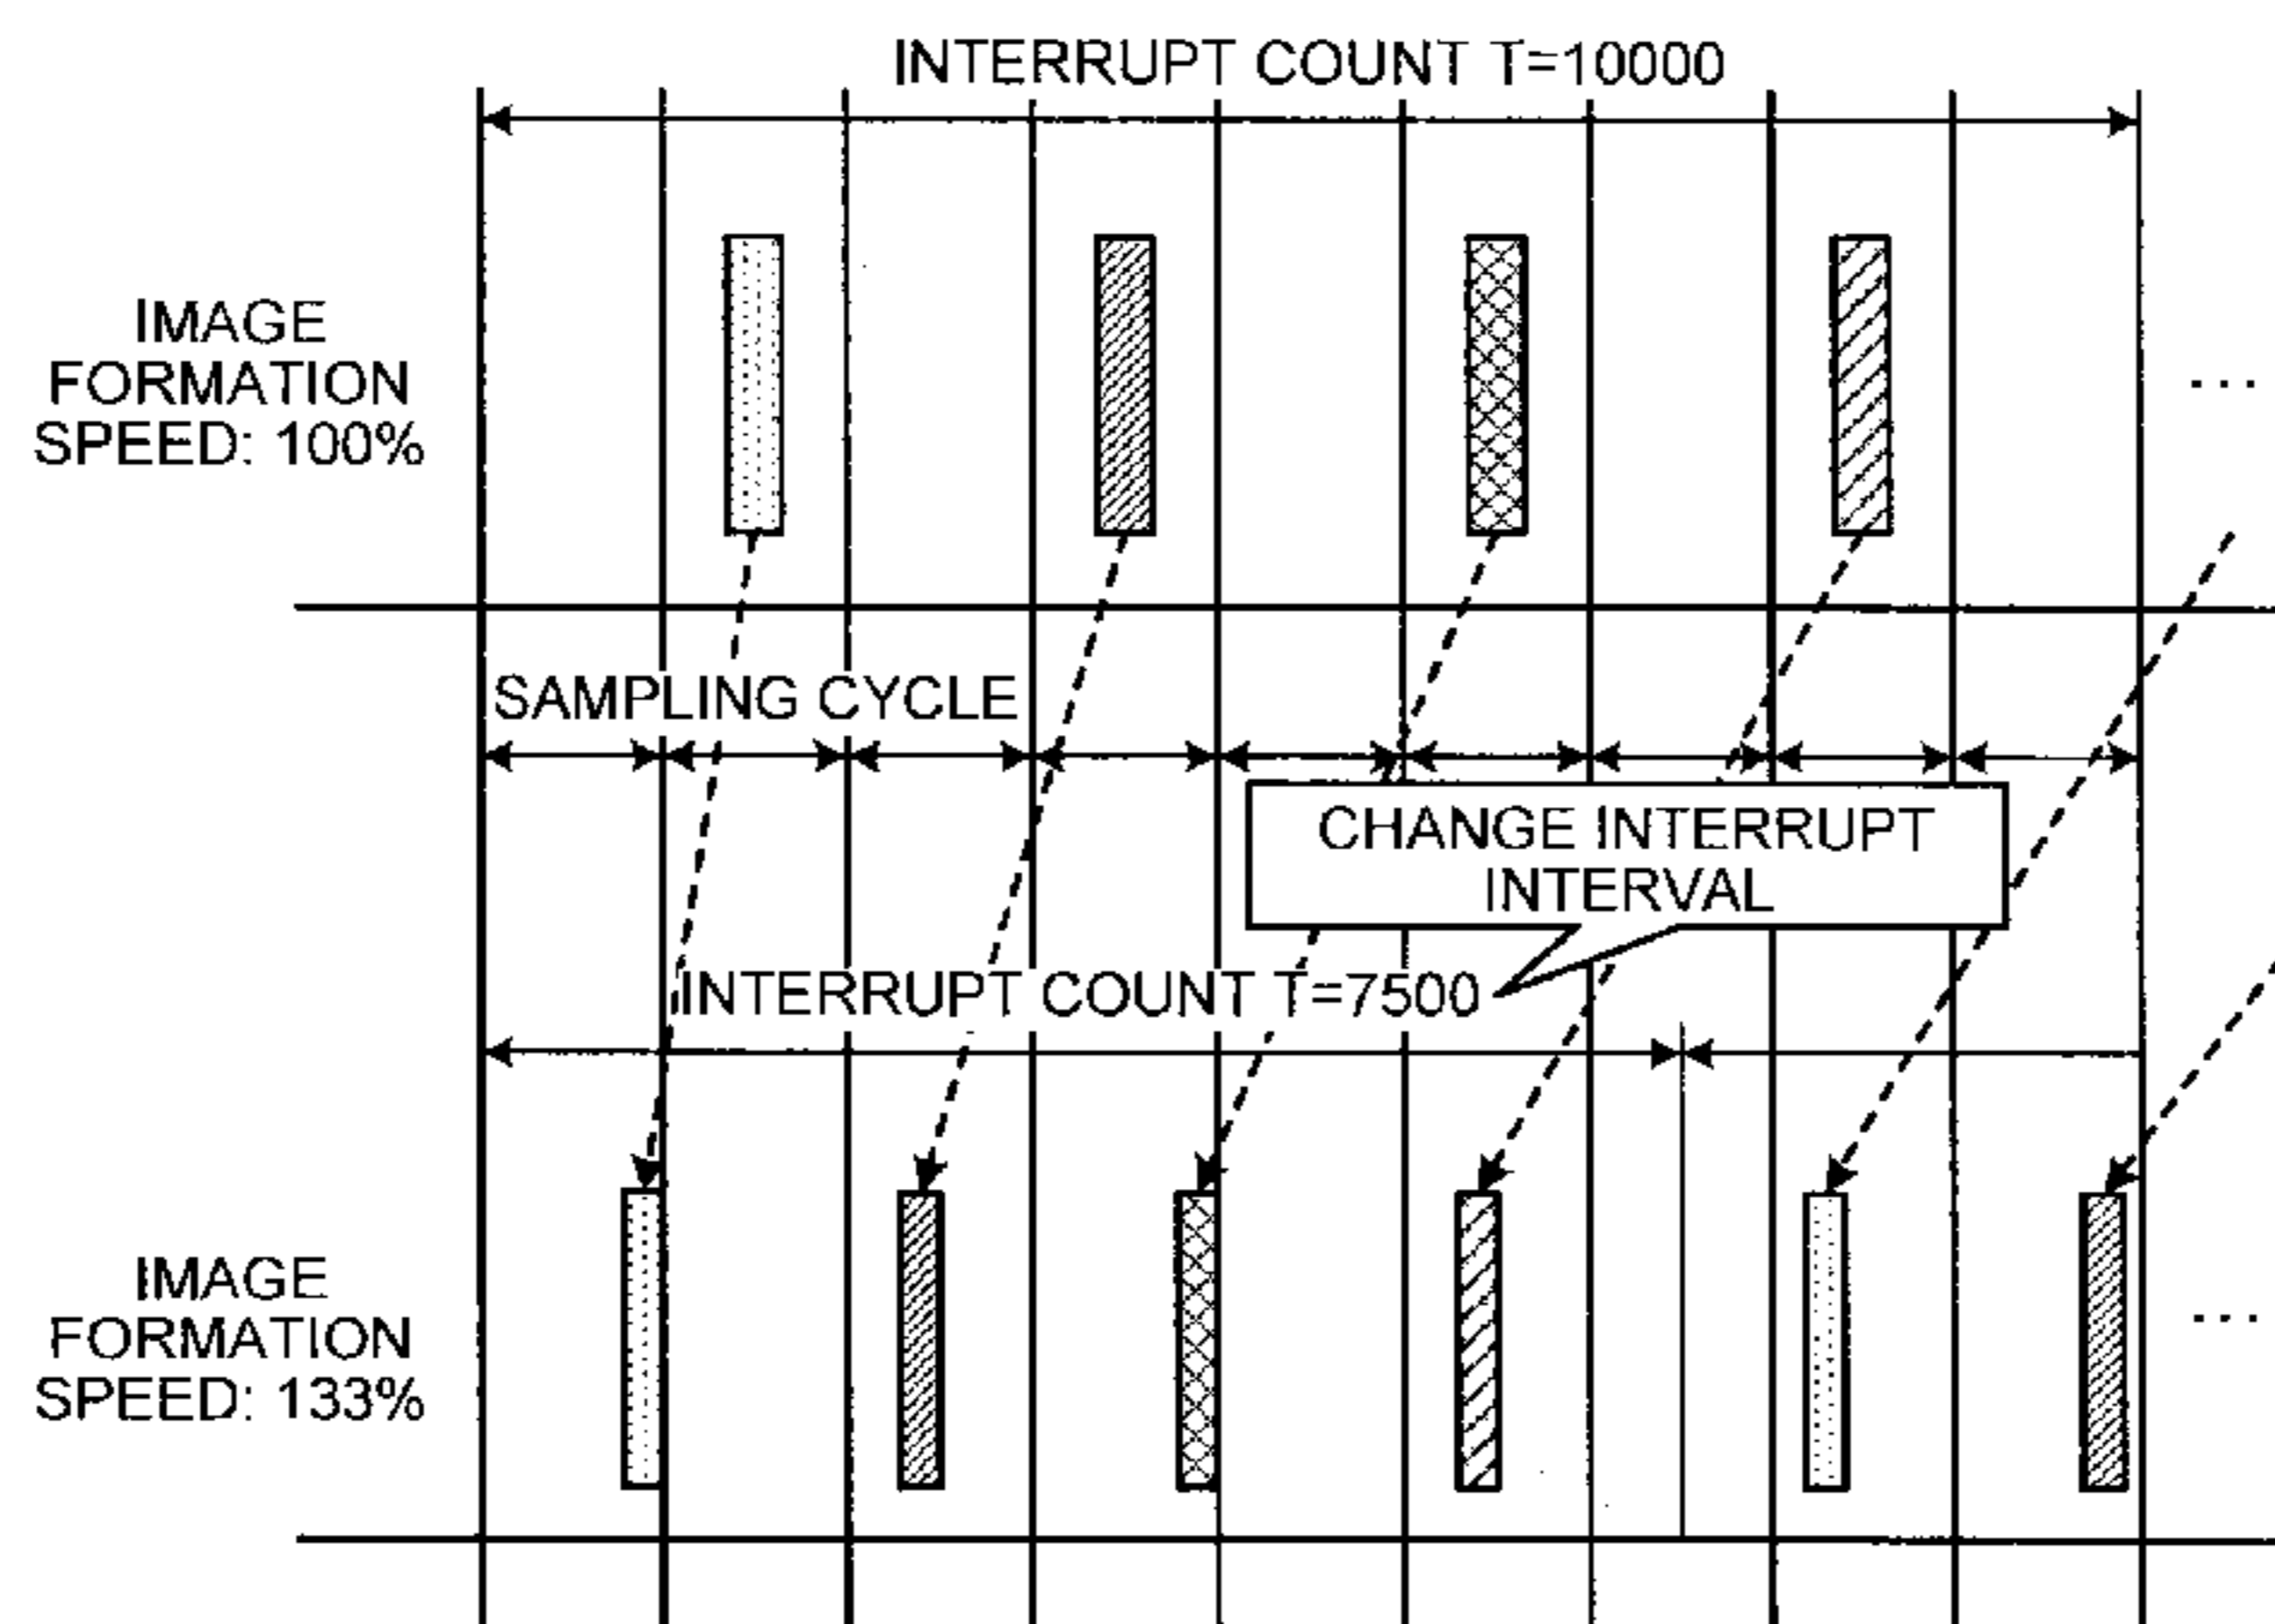 INTERRUPT COUNT T=10000
IMAGE
FORMATION
SPEED: 100%
...
SAMPLING CYCLE
CHANGE INTERRUPT
INTERVAL
INTERRUPT COUNT T=7500
IMAGE
FORMATION
SPEED: 133%
...